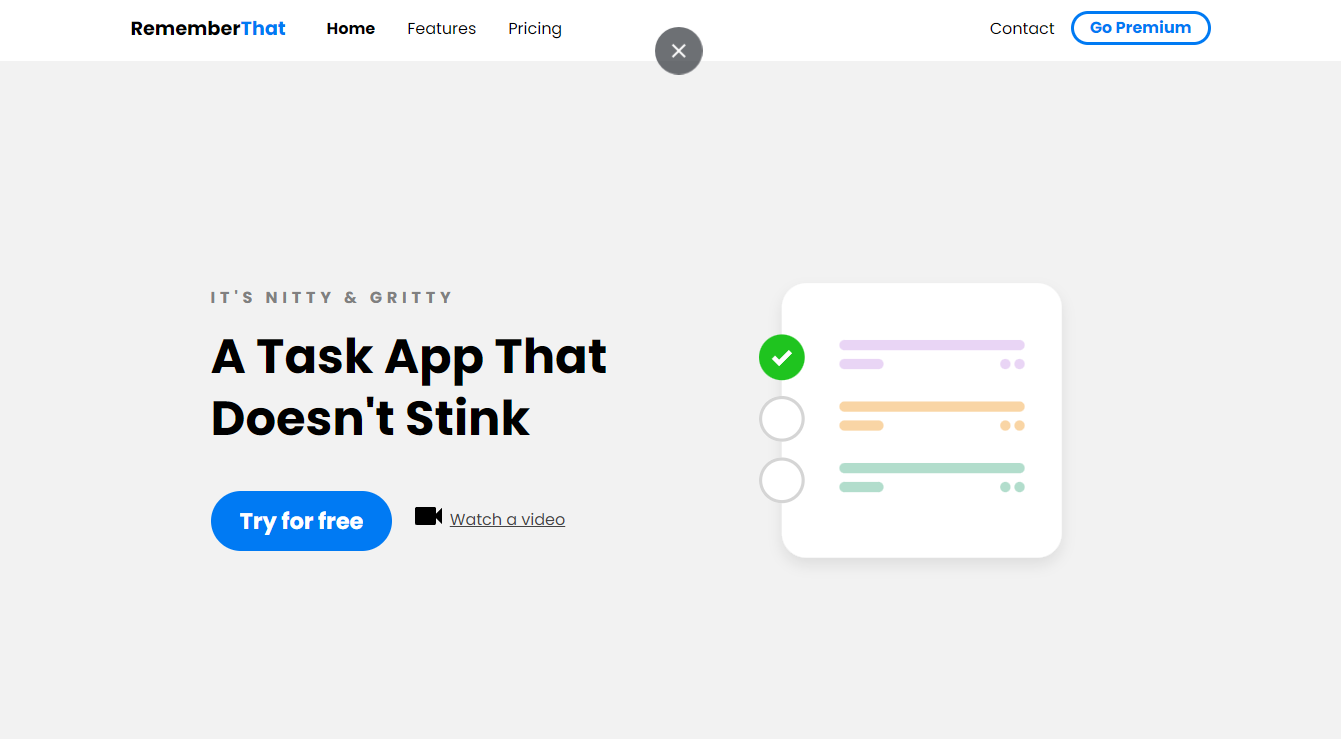 RememberThat Home Features Pricing Contact Go Premium
IT'S NITTY & GRITTY
A Task App That
Doesn't Stink
Try for free Watch a video